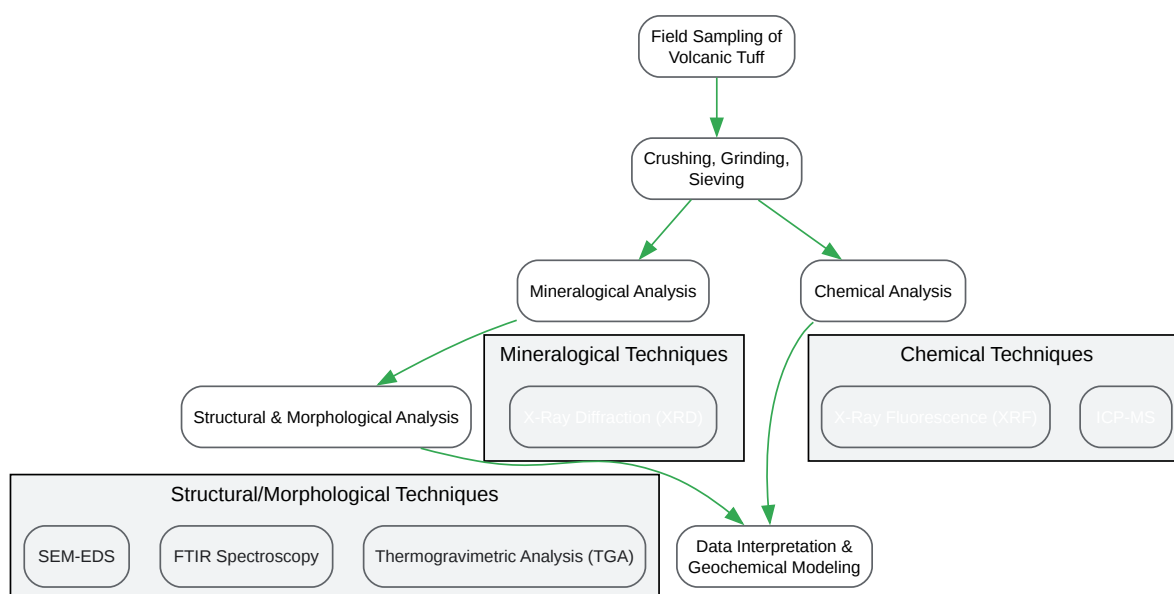 Field Sampling of
Volcanic Tuff
Crushing, Grinding,
Sieving
Mineralogical Analysis
Chemical Analysis
Mineralogical Techniques
Chemical Techniques
X-Ray Diffraction (XRD)
X-Ray Fluorescence (XRF)
ICP-MS
Structural & Morphological Analysis
Structural/Morphological Techniques
SEM-EDS
FTIR Spectroscopy
Thermogravimetric Analysis (TGA)
Data Interpretation &
Geochemical Modeling